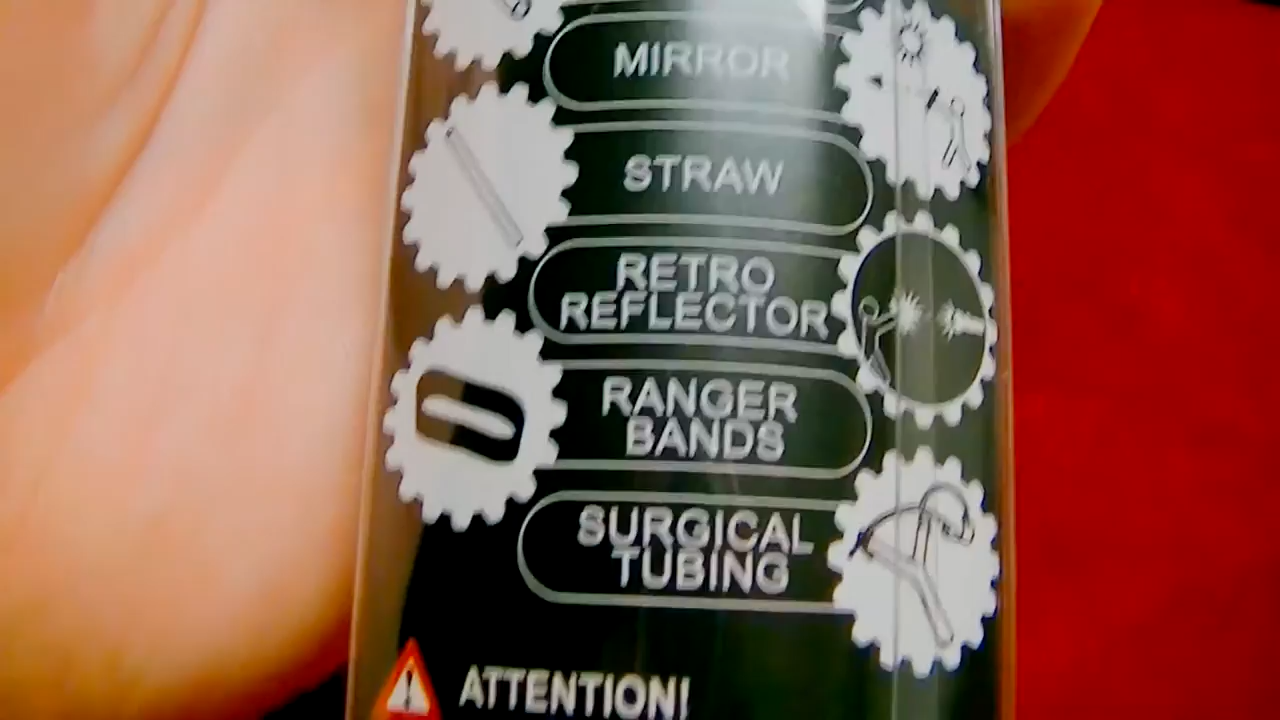 MIRROR
STRAW
RETRO
REFLECTOR
RANGER
BANDS
SURGICAL
TUBING
ATTENTION!